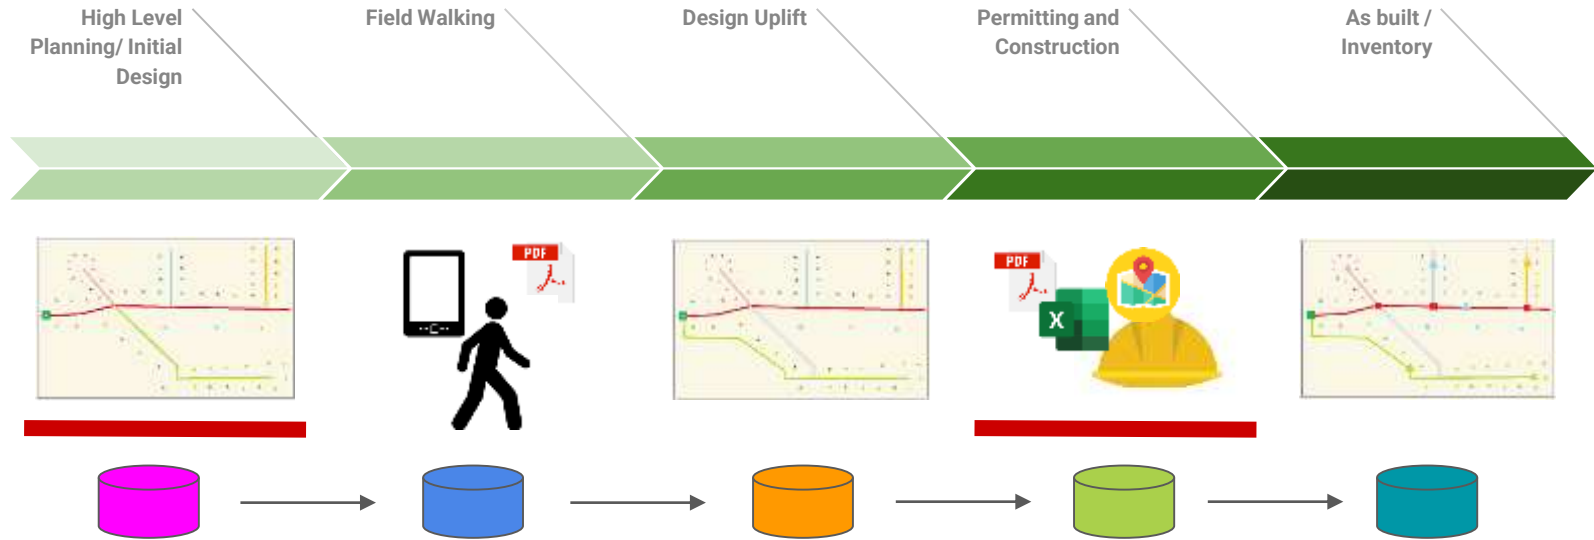 High Level
Planning/ Initial
Design
Field Walking
Design Uplift
Permitting and
Construction
As built /
Inventory
PDF
PDF
X